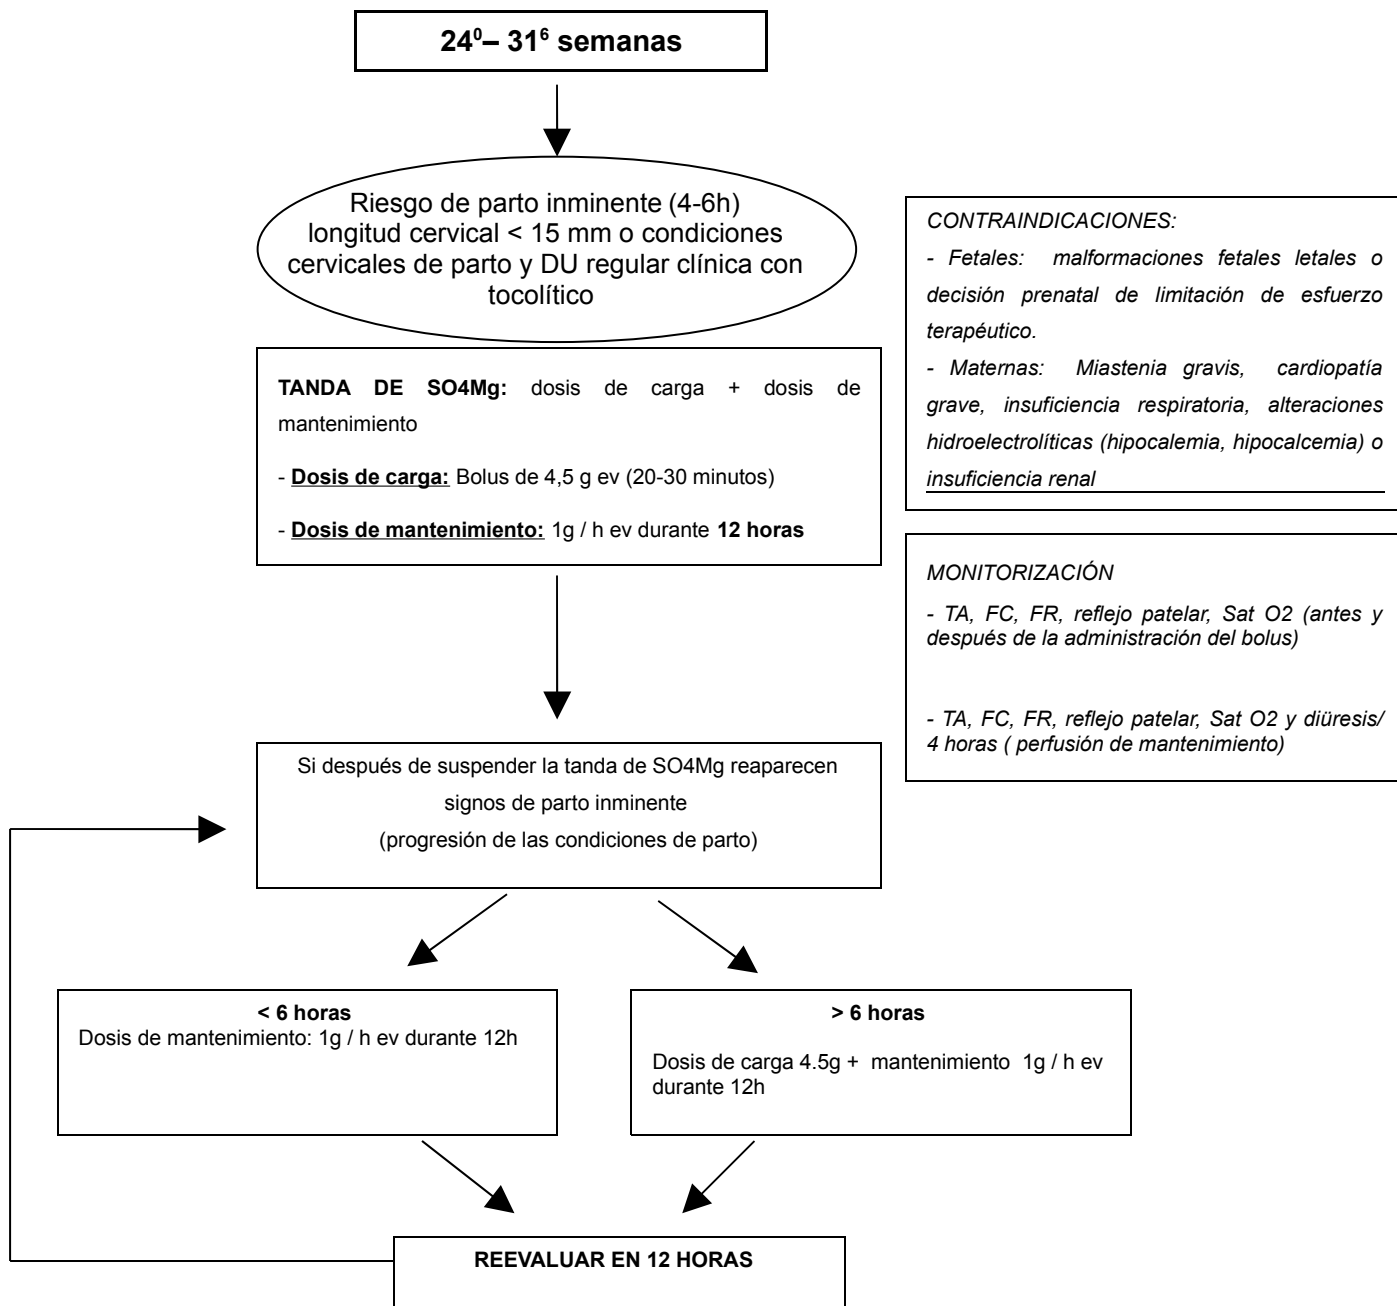 24⁰– 31⁶ semanas
Riesgo de parto inminente (4-6h)
longitud cervical < 15 mm o condiciones
cervicales de parto y DU regular clínica con
tocolítico
TANDA DE SO4Mg: dosis de carga + dosis de
mantenimiento
- Dosis de carga: Bolus de 4,5 g ev (20-30 minutos)
- Dosis de mantenimiento: 1g / h ev durante 12 horas
CONTRAINDICACIONES:
- Fetales: malformaciones fetales letales o
decisión prenatal de limitación de esfuerzo
terapéutico.
- Maternas: Miastenia gravis, cardiopatía
grave, insuficiencia respiratoria, alteraciones
hidroelectrolíticas (hipocalemia, hipocalcemia) o
insuficiencia renal
MONITORIZACIÓN
- TA, FC, FR, reflejo patelar, Sat O2 (antes y
después de la administración del bolus)
- TA, FC, FR, reflejo patelar, Sat O2 y diüresis/
4 horas ( perfusión de mantenimiento)
Si después de suspender la tanda de SO4Mg reaparecen
signos de parto inminente
(progresión de las condiciones de parto)
< 6 horas
Dosis de mantenimiento: 1g / h ev durante 12h
> 6 horas
Dosis de carga 4.5g + mantenimiento 1g / h ev
durante 12h
REEVALUAR EN 12 HORAS